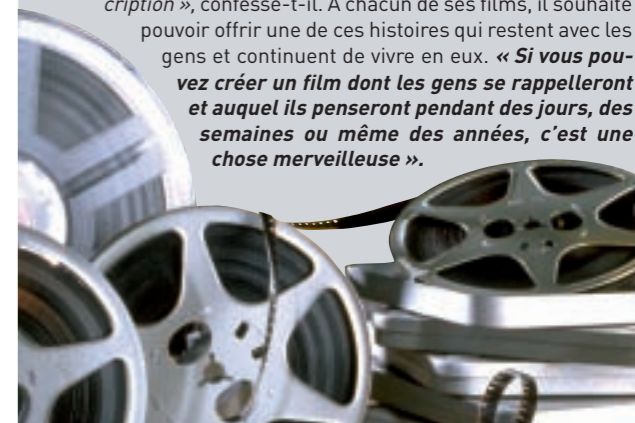 cription », confesse-t-il. À chacun de ses films, il souhaite
pouvoir offrir une de ces histoires qui restent avec les
gens et continuent de vivre en eux. « Si vous pou-
vez créer un film dont les gens se rappelleront
et auquel ils penseront pendant des jours, des
semaines ou même des années, c’est une
chose merveilleuse ».